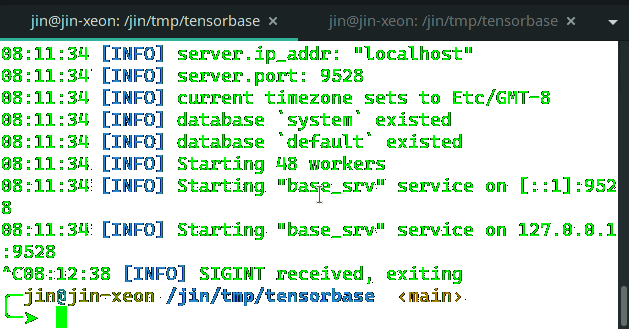 jin@jin-xeon: /jin/tmp/tensorbase × jin@jin-xeon: /jin/tmp/tensorbase ×
08:11:34 [INFO] server.ip_addr: "localhost"
08:11:34 [INFO] server.port: 9528
08:11:34 [INFO] current timezone sets to Etc/GMT-8
08:11:34 [INFO] database `system` existed
08:11:34 [INFO] database `default` existed
08:11:34 [INFO] Starting 48 workers
08:11:34 [INFO] Starting "base_srv" service on [::1]:952
8
08:11:34 [INFO] Starting "base_srv" service on 127.0.0.1
:9528
^C08:12:38 [INFO] SIGINT received, exiting
jin@jin-xeon /jin/tmp/tensorbase ‹main›